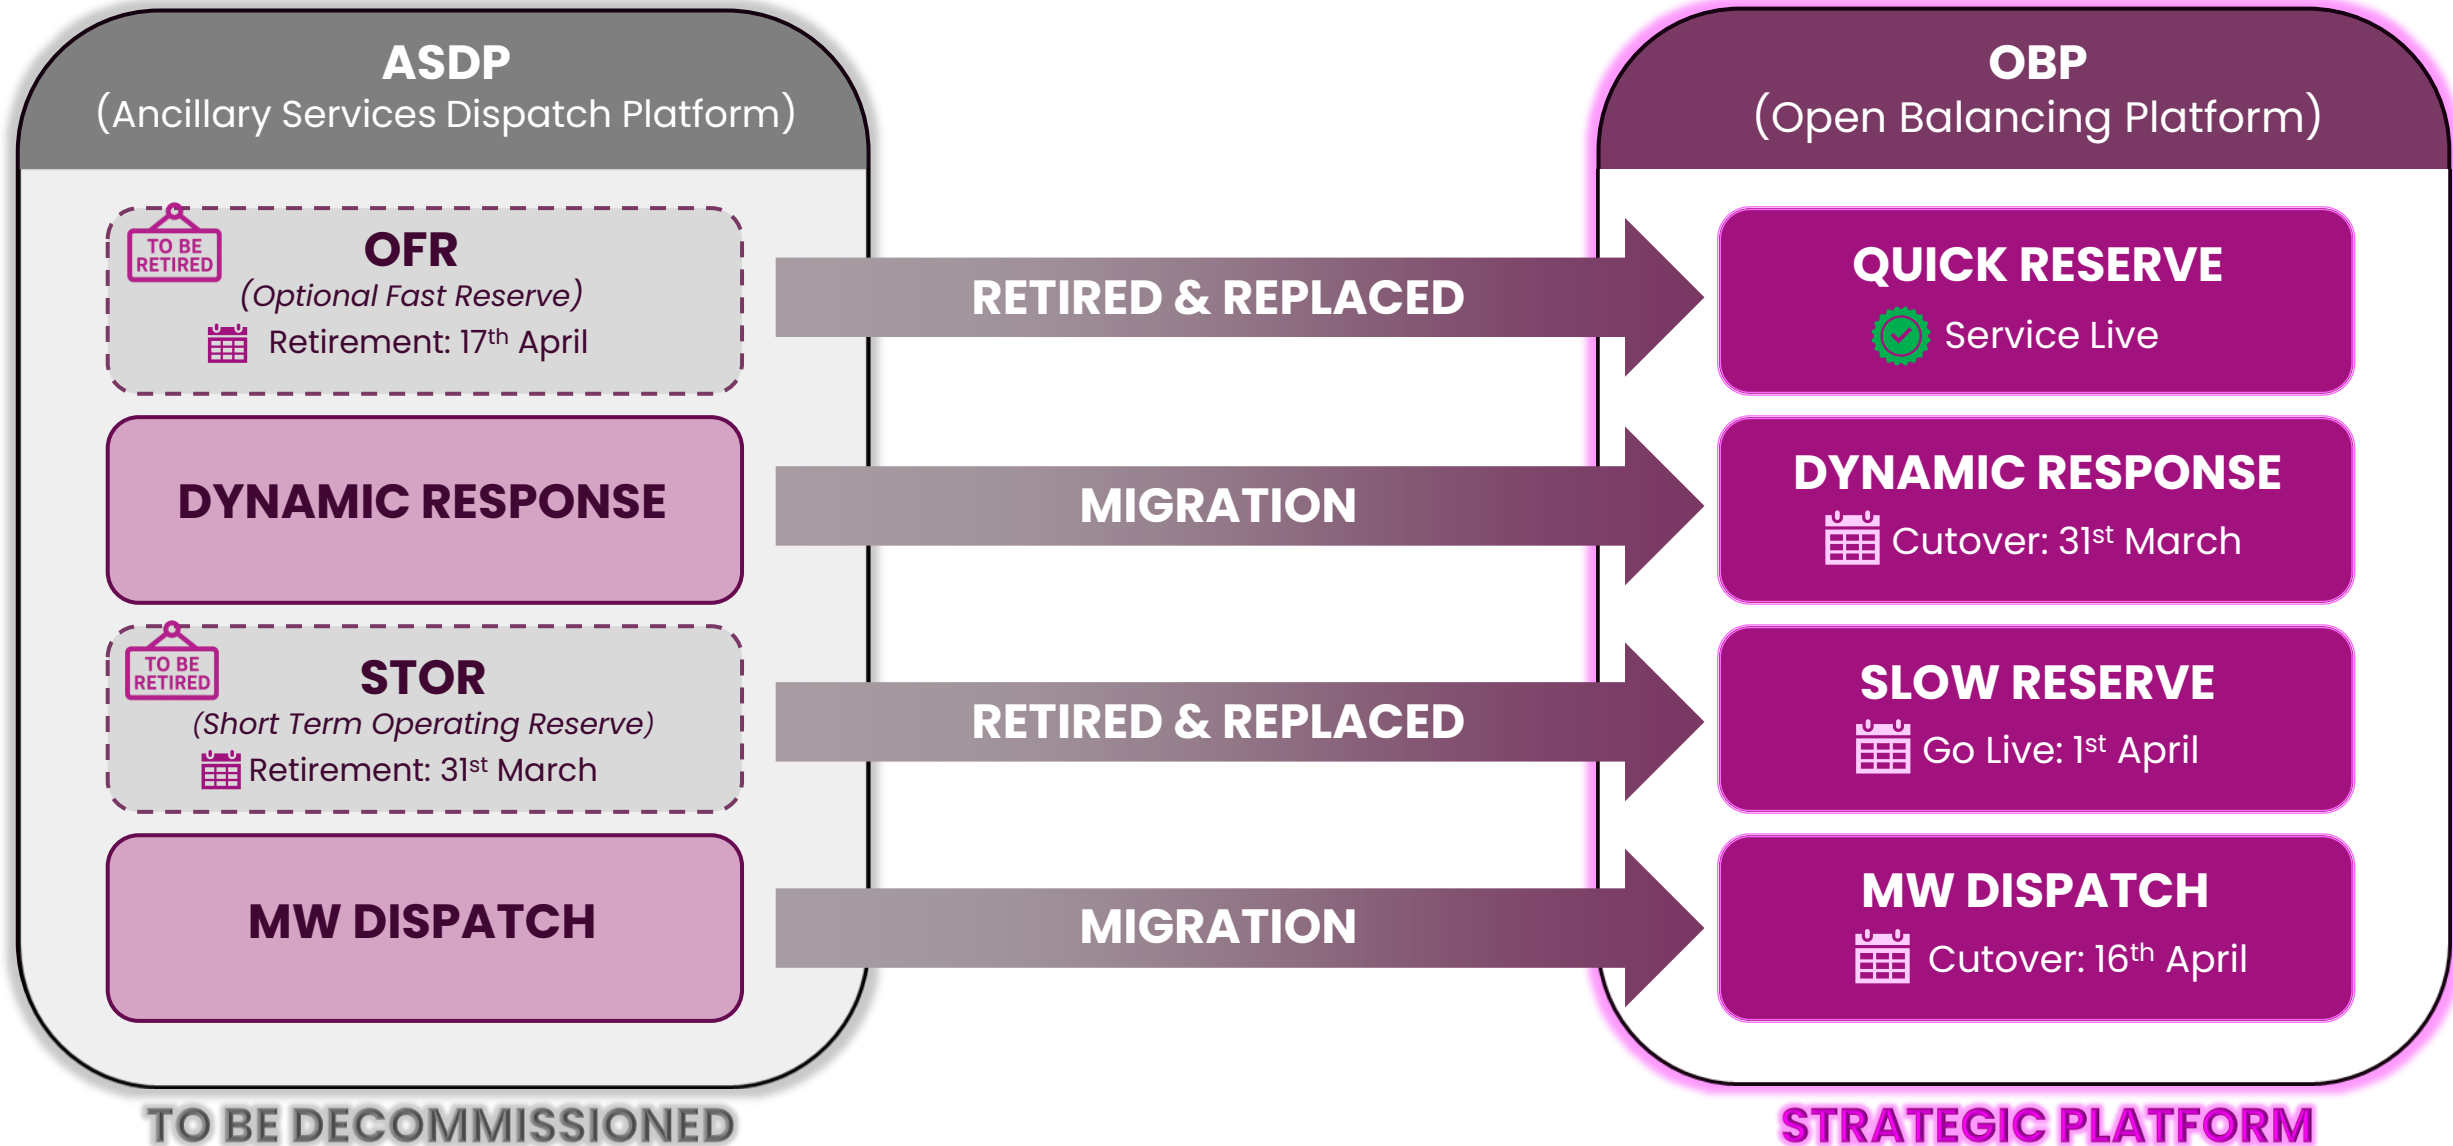 ASDP
(Ancillary Services Dispatch Platform)
TO BE
RETIRED
OFR
(Optional Fast Reserve)
Retirement: 17th April
DYNAMIC RESPONSE
TO BE
RETIRED
STOR
(Short Term Operating Reserve)
Retirement: 31st March
MW DISPATCH
TO BE DECOMMISSIONED
RETIRED & REPLACED
MIGRATION
RETIRED & REPLACED
MIGRATION
OBP
(Open Balancing Platform)
QUICK RESERVE
Service Live
DYNAMIC RESPONSE
Cutover: 31st March
SLOW RESERVE
Go Live: 1st April
MW DISPATCH
Cutover: 16th April
STRATEGIC PLATFORM